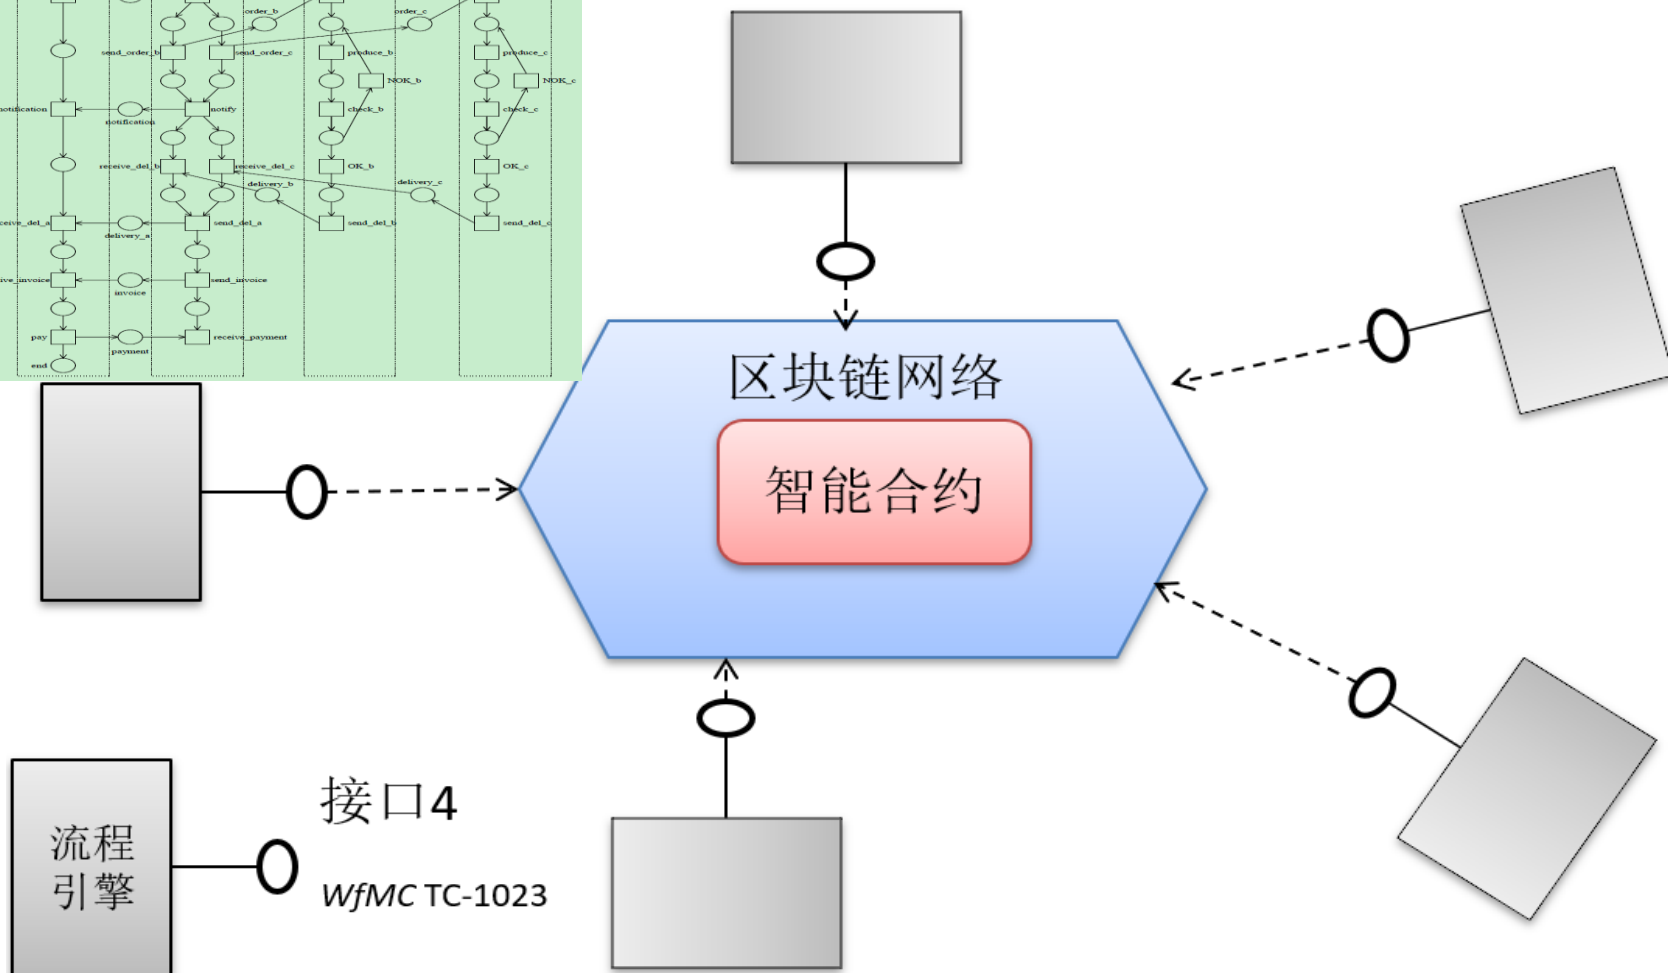 order_b
order_c
send_order_b
send_order_c
produce_b
produce_c
NOK_b
NOK_c
notification
notify
check_b
check_c
notification
receive_del_b
receive_del_c
OK_b
OK_c
delivery_b
delivery_c
ceive_del_a
send_del_a
send_del_b
send_del_c
delivery_a
ive_invoice
send_invoice
invoice
pay
receive_payment
payment
end
区块链网络
智能合约
接口4
流程
引擎
WfMC TC-1023